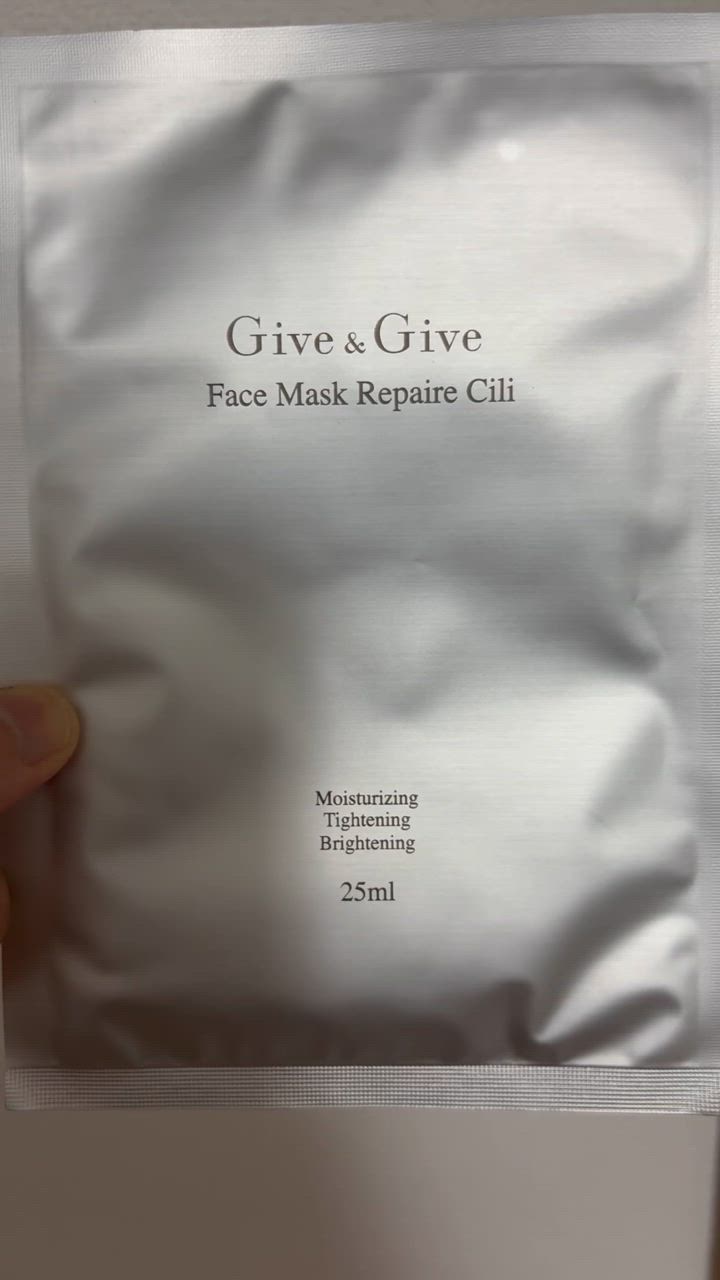 Give & Give
Face Mask Repaire Cili
Moisturizing
Tightening
Brightening
25ml